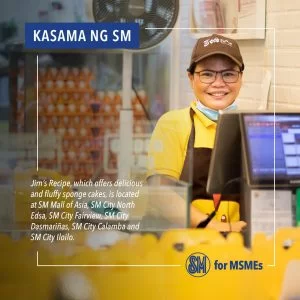 KASAMA NG SM
Jim's Recipe, which offers delicious
and fluffy sponge cakes, is located
at SM Mall of Asia, SM City North
Edsa, SM City Fairview, SM City
Dasmariñas, SM City Calamba and
SM City Iloilo.
SM for MSMEs